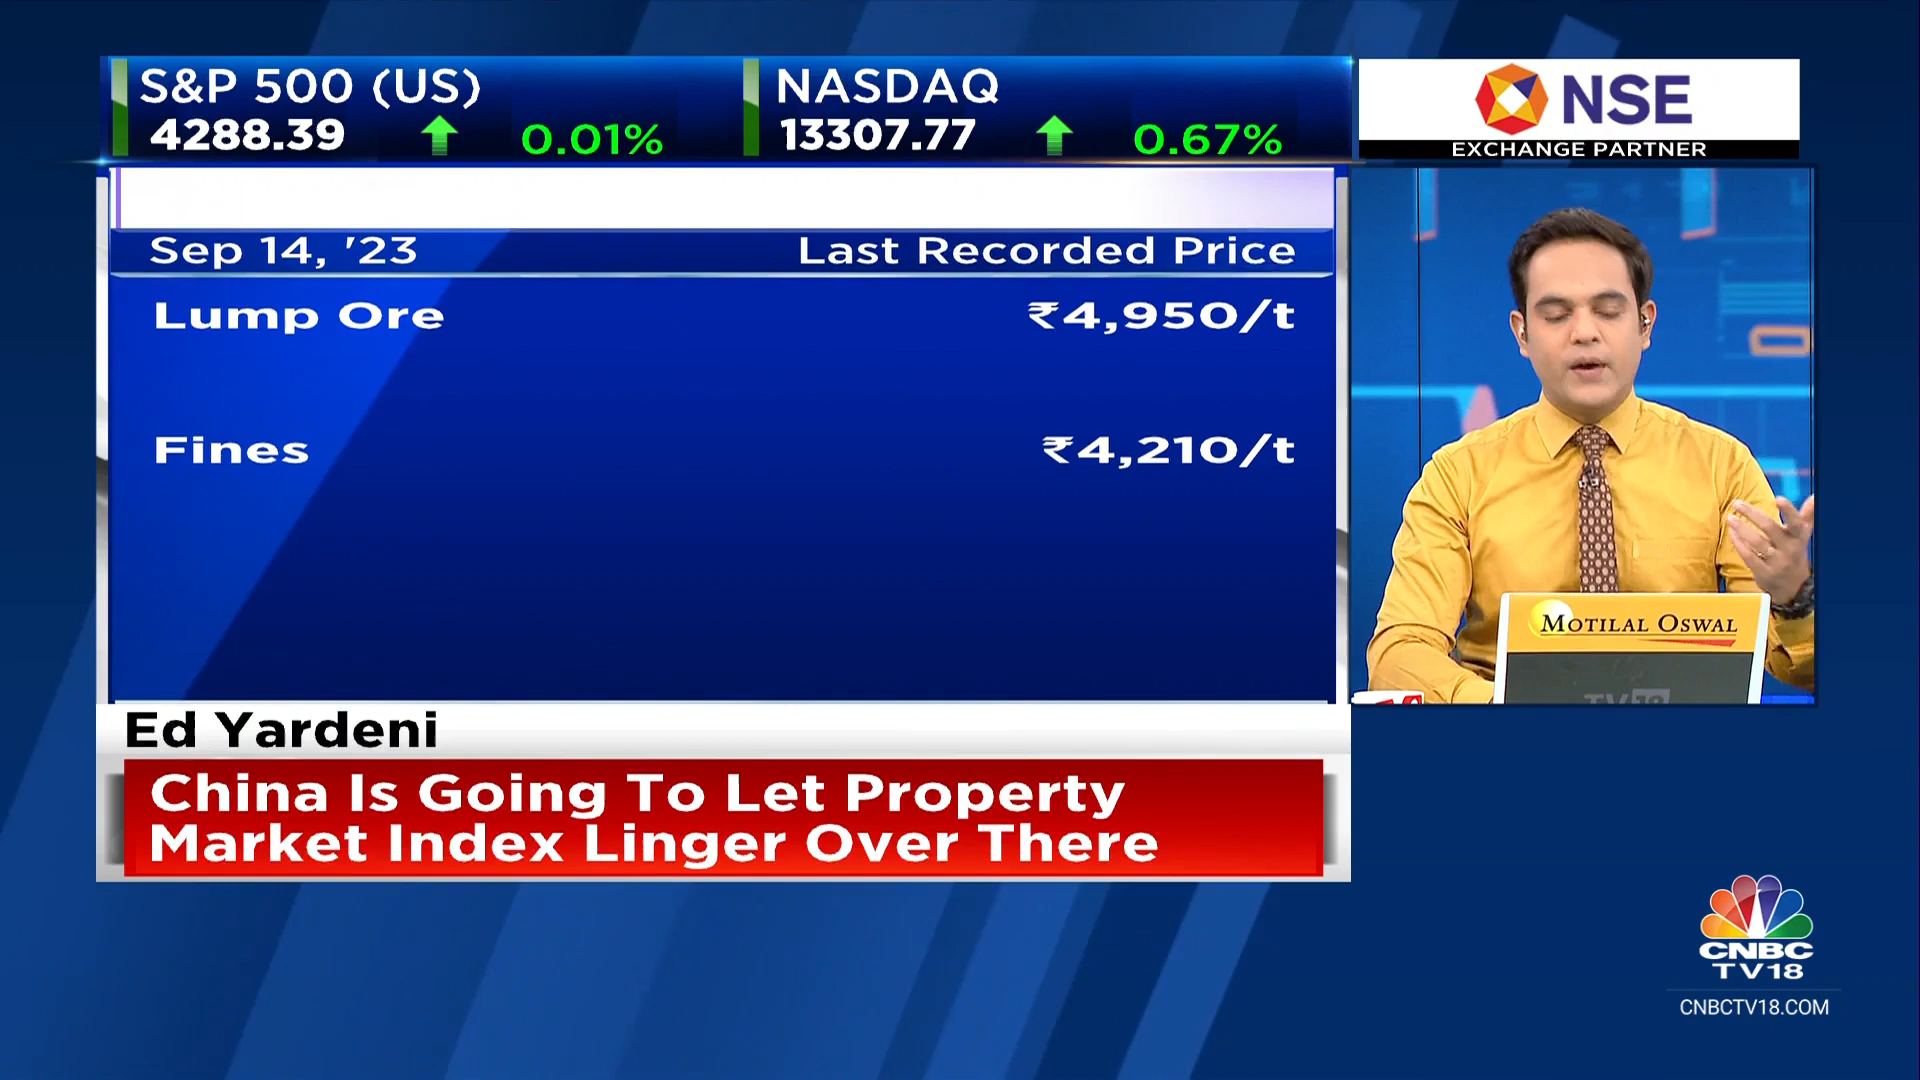 S&P 500 (US)
4288.39 0.01%
NASDAQ
13307.77 0.67%
NSE
EXCHANGE PARTNER
Sep 14, '23 Last Recorded Price
Lump Ore ₹4,950/t
Fines ₹4,210/t
MOTILAL OSWAL
TV18
Ed Yardeni
China Is Going To Let Property
Market Index Linger Over There
CNBC
TV18
CNBCTV18.COM